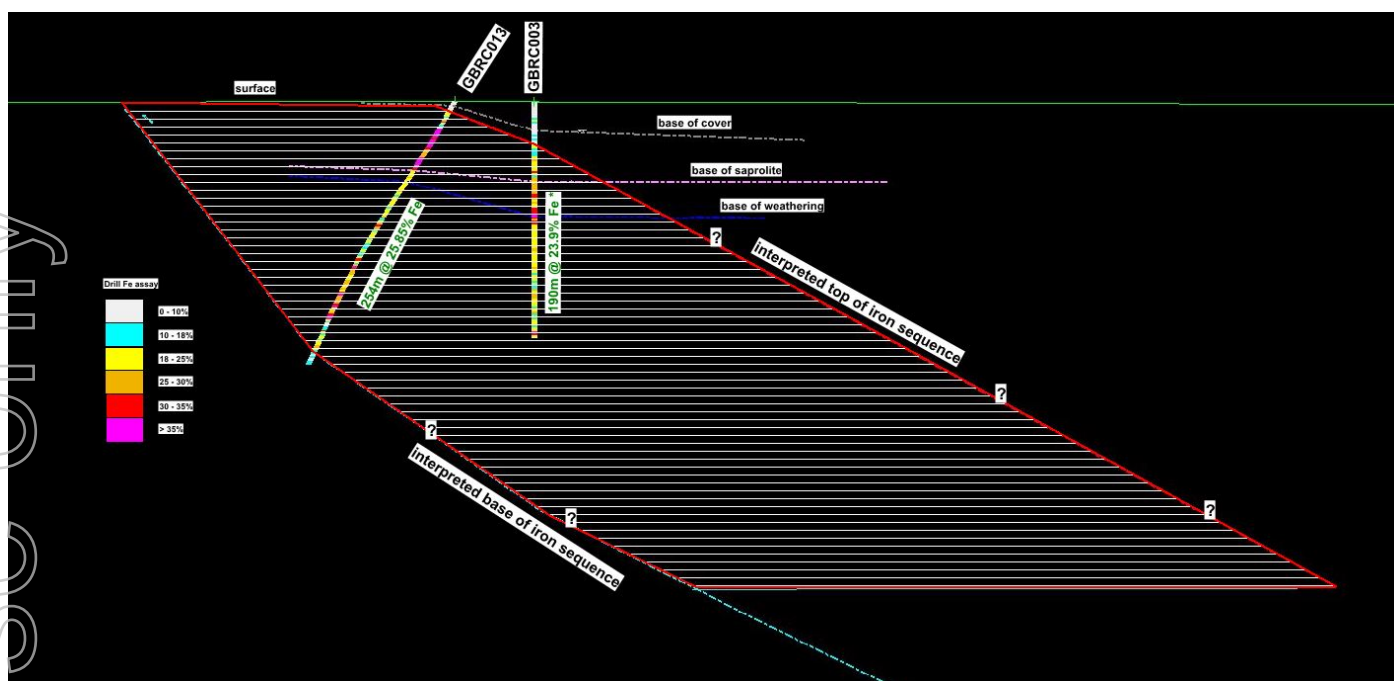 GBRC013
GBRC003
surface
base of cover
base of saprolite
base of weathering
254m @ 25.85% Fe
190m @ 23.9% Fe *
?
interpreted top of iron sequence
?
?
?
interpreted base of iron sequence
?
Drill Fe assay
0 - 10%
10 - 18%
18 - 25%
25 - 30%
30 - 35%
> 35%
only